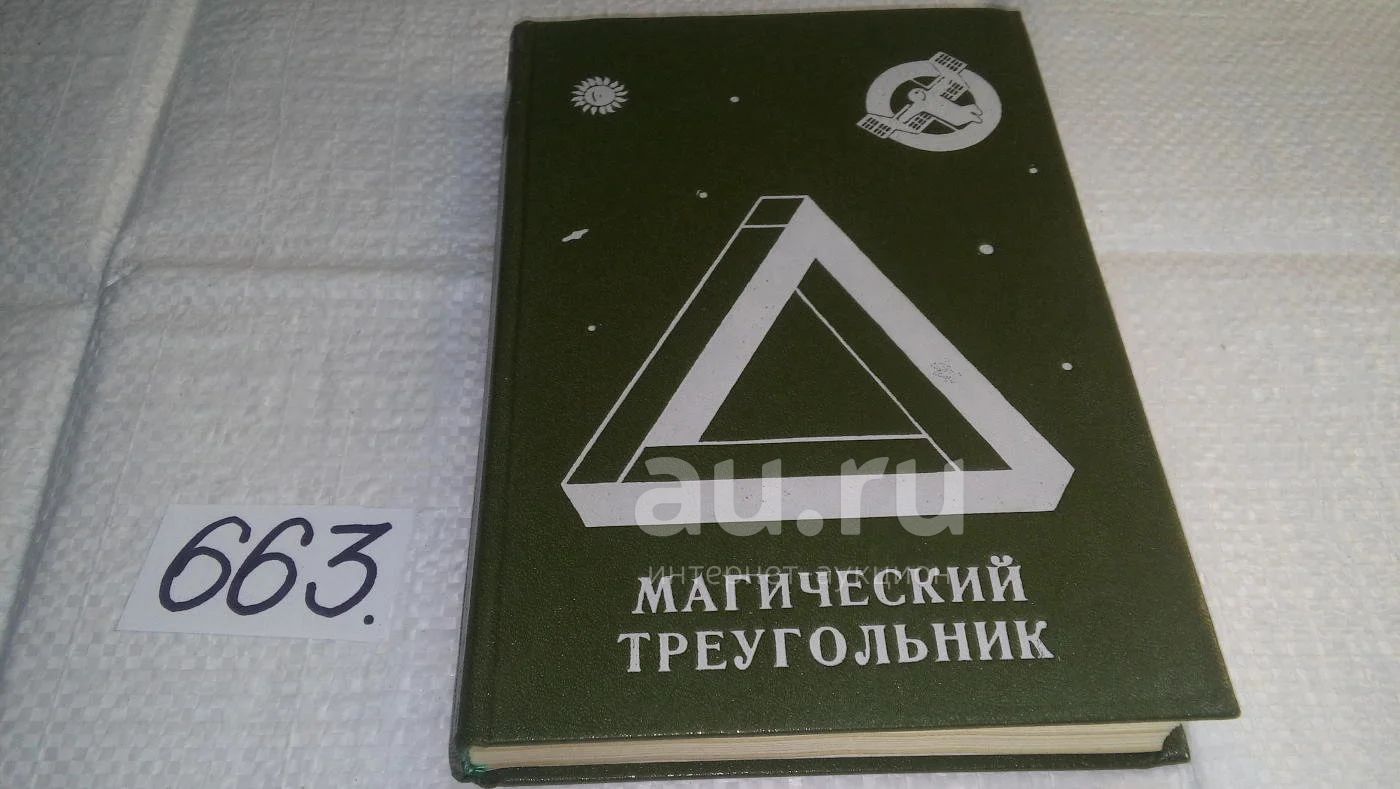 663.
au.ru
интернет-аукцион
МАГИЧЕСКИЙ
ТРЕУГОЛЬНИК